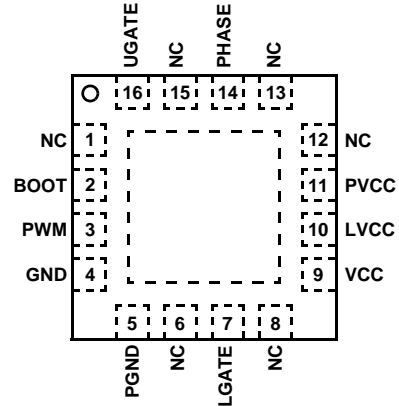 UGATE NC PHASE NC
16 15 14 13
NC 1 12 NC
BOOT 2 11 PVCC
PWM 3 10 LVCC
GND 4 9 VCC
5 6 7 8
PGND NC LGATE NC